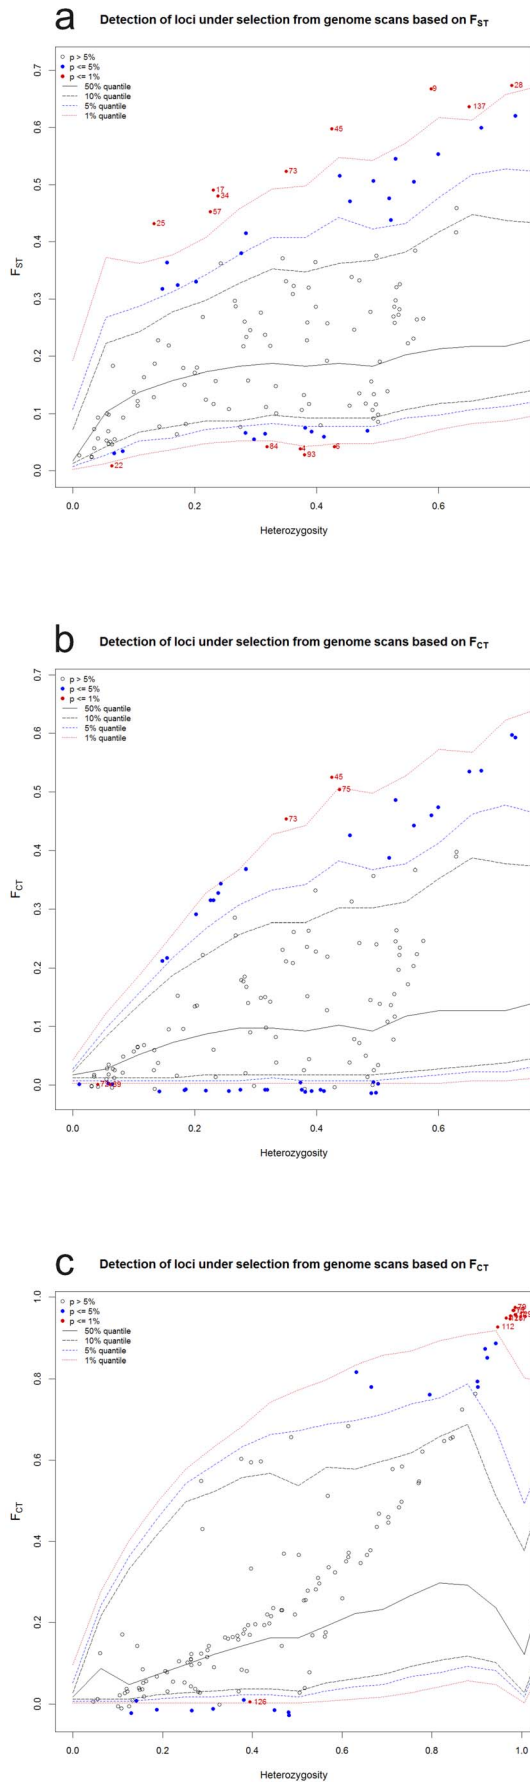 a
Detection of loci under selection from genome scans based on FST
p > 5%
p <= 5%
p <= 1%
50% quantile
10% quantile
5% quantile
1% quantile
0.7
0.6
0.5
0.4
0.3
0.2
0.1
0.0
FST
9
28
137
45
73
17
34
57
25
84
4
6
93
22
0.0
0.2
0.4
0.6
Heterozygosity
b
Detection of loci under selection from genome scans based on FCT
p > 5%
p <= 5%
p <= 1%
50% quantile
10% quantile
5% quantile
1% quantile
0.7
0.6
0.5
0.4
0.3
0.2
0.1
0.0
FCT
45
75
73
0.0
0.2
0.4
0.6
Heterozygosity
c
Detection of loci under selection from genome scans based on FCT
p > 5%
p <= 5%
p <= 1%
50% quantile
10% quantile
5% quantile
1% quantile
1.0
0.8
0.6
0.4
0.2
0.0
FCT
112
126
0.0
0.2
0.4
0.6
0.8
1.0
Heterozygosity